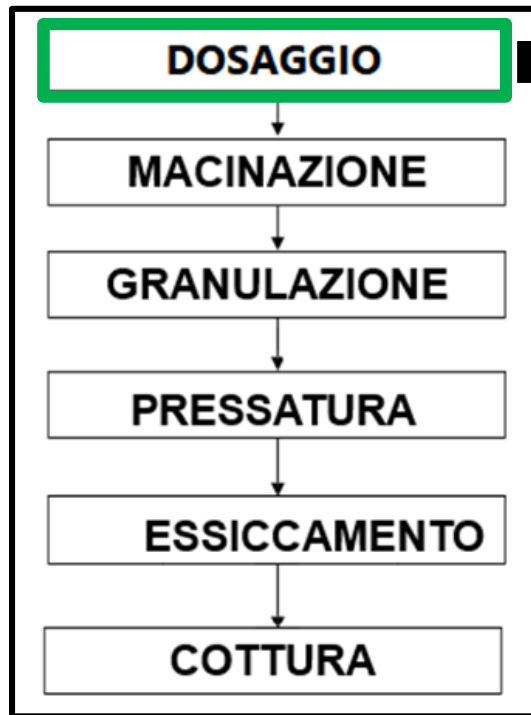 DOSAGGIO
MACINAZIONE
GRANULAZIONE
PRESSATURA
ESSICCAMENTO
COTTURA